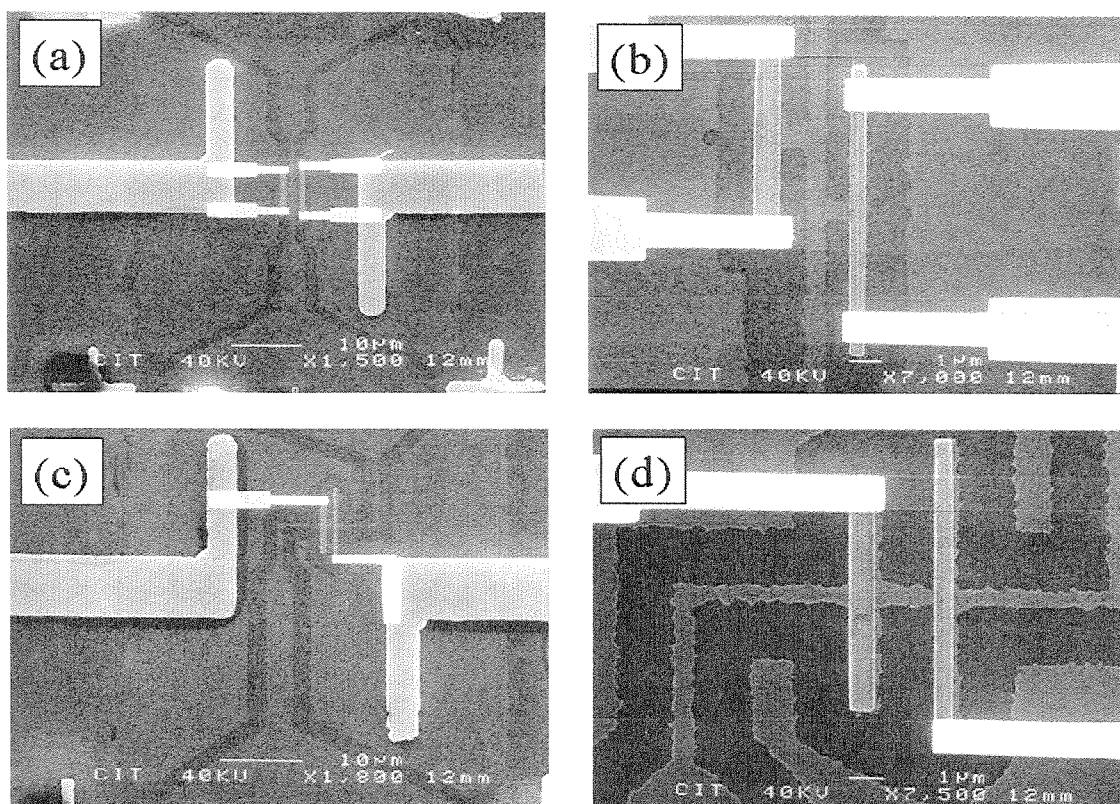 (a)
10μm
CIT 40KV X1,500 12mm
(b)
1μm
CIT 40KV X7,000 12mm
(c)
10μm
CIT 40KV X1,800 12mm
(d)
1μm
CIT 40KV X7,500 12mm